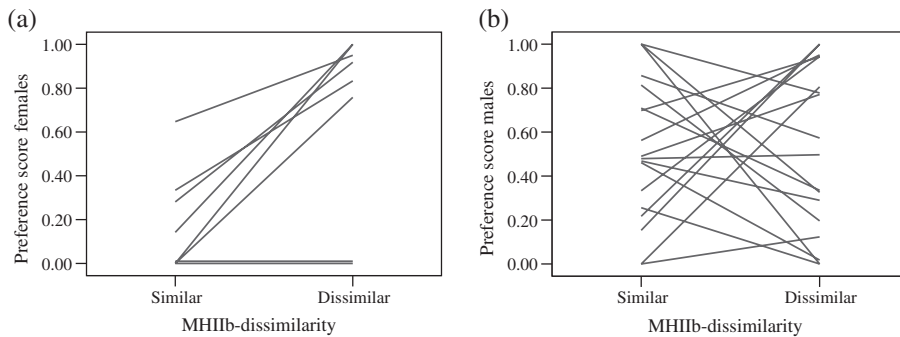 (a)
Preference score females
1.00
0.80
0.60
0.40
0.20
0.00
Similar
Dissimilar
MHIIb-dissimilarity
(b)
Preference score males
1.00
0.80
0.60
0.40
0.20
0.00
Similar
Dissimilar
MHIIb-dissimilarity